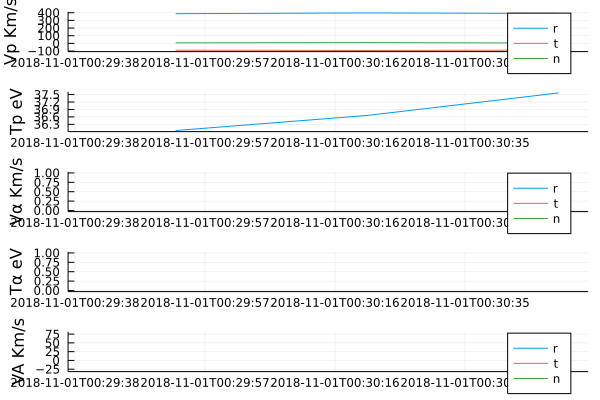 Vp Km/s
400
300
200
100
0
−100
r
t
n
2018-11-01T00:29:38 2018-11-01T00:29:57 2018-11-01T00:30:16 2018-11-01T00:30
Tp eV
37.5
37.2
36.9
36.6
36.3
2018-11-01T00:29:38 2018-11-01T00:29:57 2018-11-01T00:30:16 2018-11-01T00:30:35
Vα Km/s
1.00
0.75
0.50
0.25
0.00
r
t
n
2018-11-01T00:29:38 2018-11-01T00:29:57 2018-11-01T00:30:16 2018-11-01T00:30
Tα eV
1.00
0.75
0.50
0.25
0.00
2018-11-01T00:29:38 2018-11-01T00:29:57 2018-11-01T00:30:16 2018-11-01T00:30:35
VA Km/s
75
50
25
0
−25
r
t
n
2018-11-01T00:29:38 2018-11-01T00:29:57 2018-11-01T00:30:16 2018-11-01T00:30